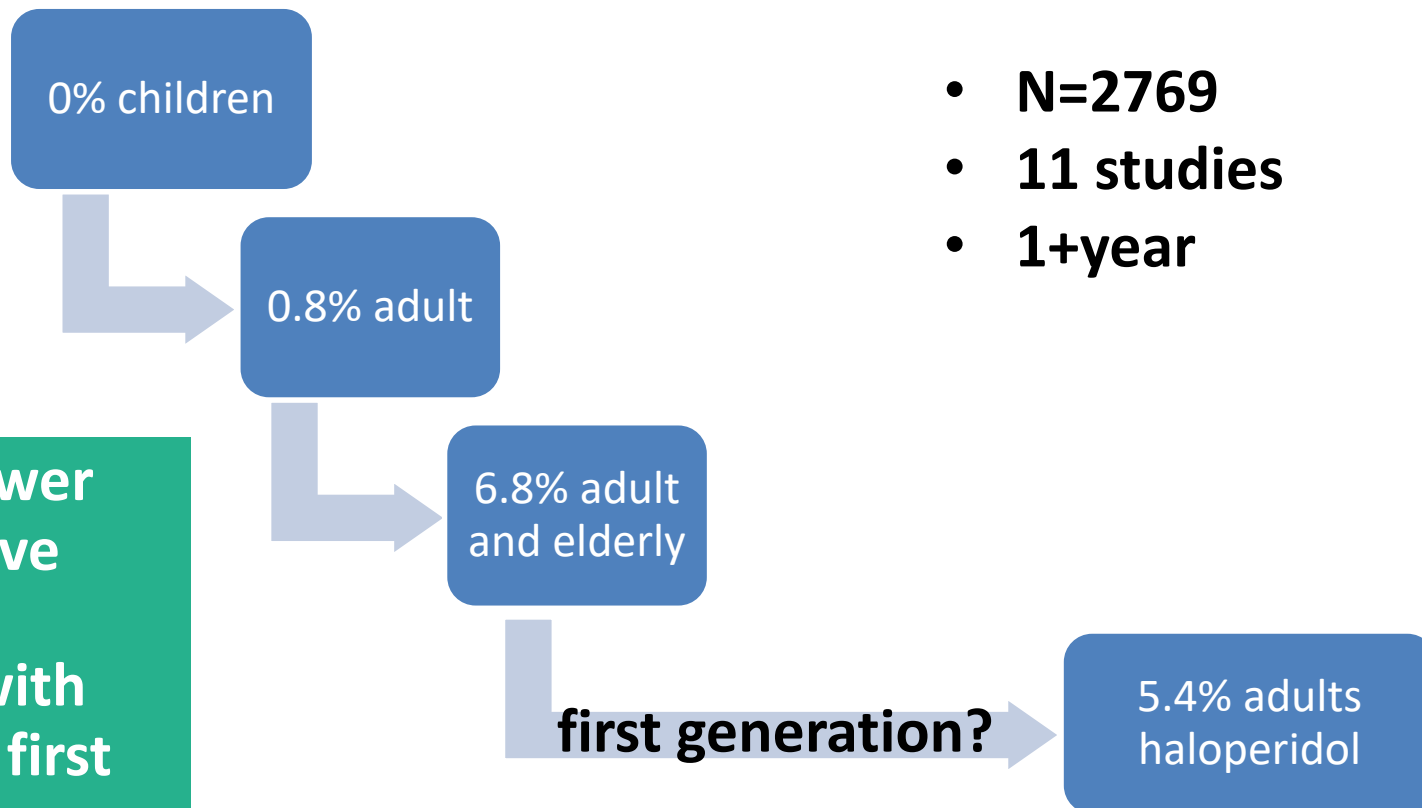 0% children
• N=2769
• 11 studies
• 1+year
0.8% adult
6.8% adult
and elderly
wer
ve
with
first
first generation?
5.4% adults
haloperidol